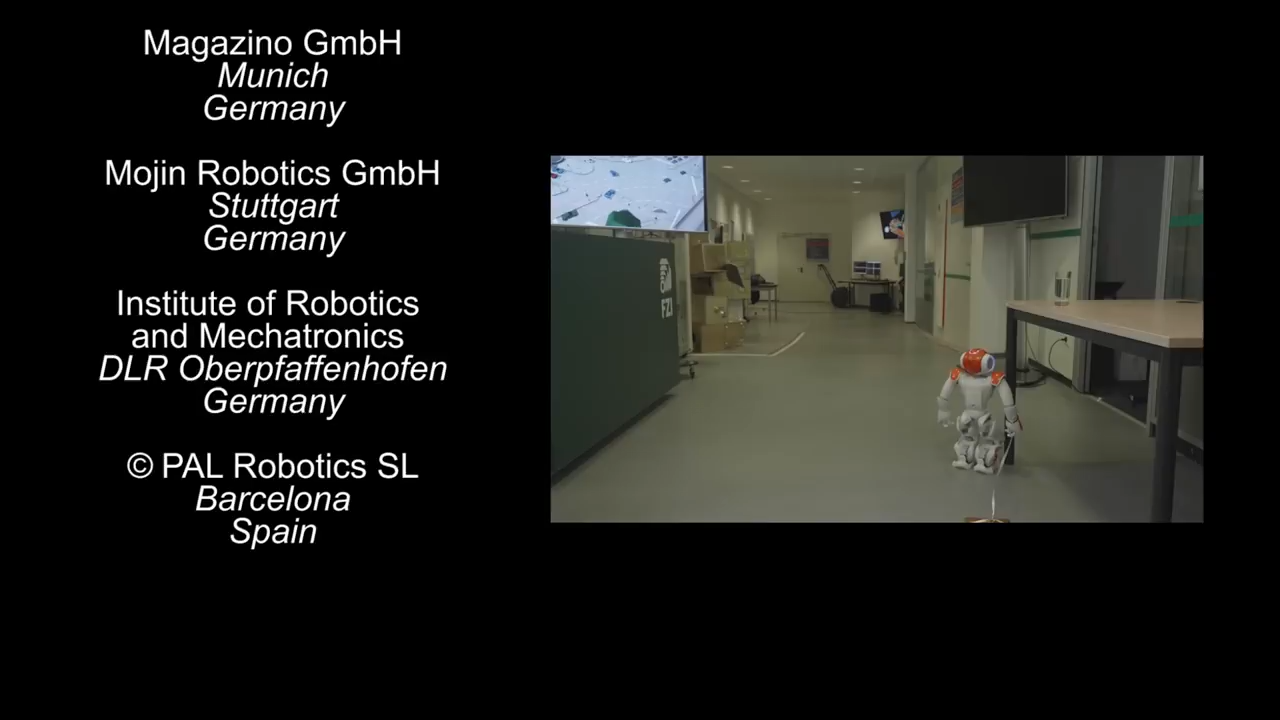 Magazino GmbH
Munich
Germany
Mojin Robotics GmbH
Stuttgart
Germany
Institute of Robotics
and Mechatronics
DLR Oberpfaffenhofen
Germany
© PAL Robotics SL
Barcelona
Spain
FZI